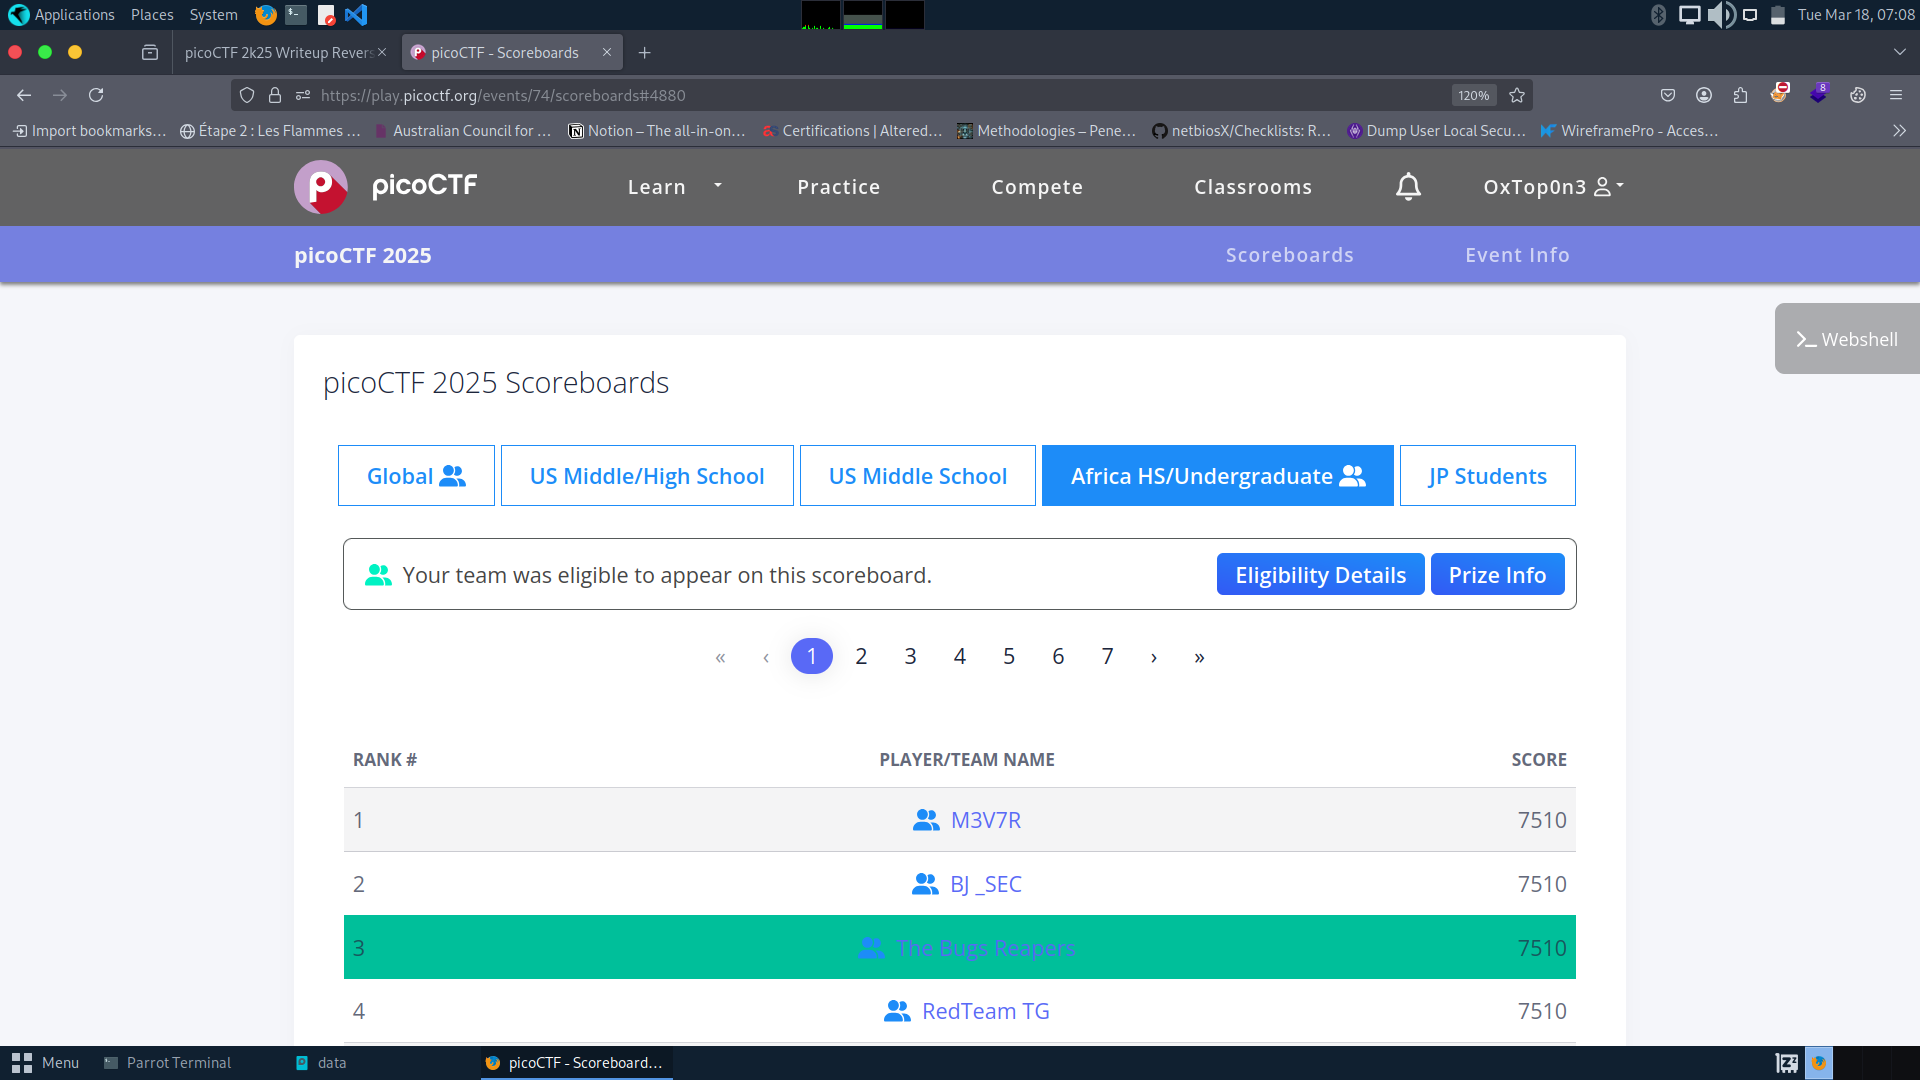 Applications Places System Tue Mar 18, 07:08
picoCTF 2k25 Writeup Revers picoCTF - Scoreboards
https://play.picoctf.org/events/74/scoreboards#4880 120% 8
Import bookmarks… Étape 2 : Les Flammes … Australian Council for … Notion – The all-in-on… Certifications | Altered… Methodologies – Pene… netbiosX/Checklists: R… Dump User Local Secu… WireframePro - Acces…
picoCTF Learn Practice Compete Classrooms OxTop0n3
picoCTF 2025 Scoreboards Event Info
Webshell
picoCTF 2025 Scoreboards
Global US Middle/High School US Middle School Africa HS/Undergraduate JP Students
Your team was eligible to appear on this scoreboard. Eligibility Details Prize Info
« ‹ 1 2 3 4 5 6 7 › »
RANK # PLAYER/TEAM NAME SCORE
1 M3V7R 7510
2 BJ _SEC 7510
3 The Bugs Reapers 7510
4 RedTeam TG 7510
Menu Parrot Terminal data picoCTF - Scoreboard…